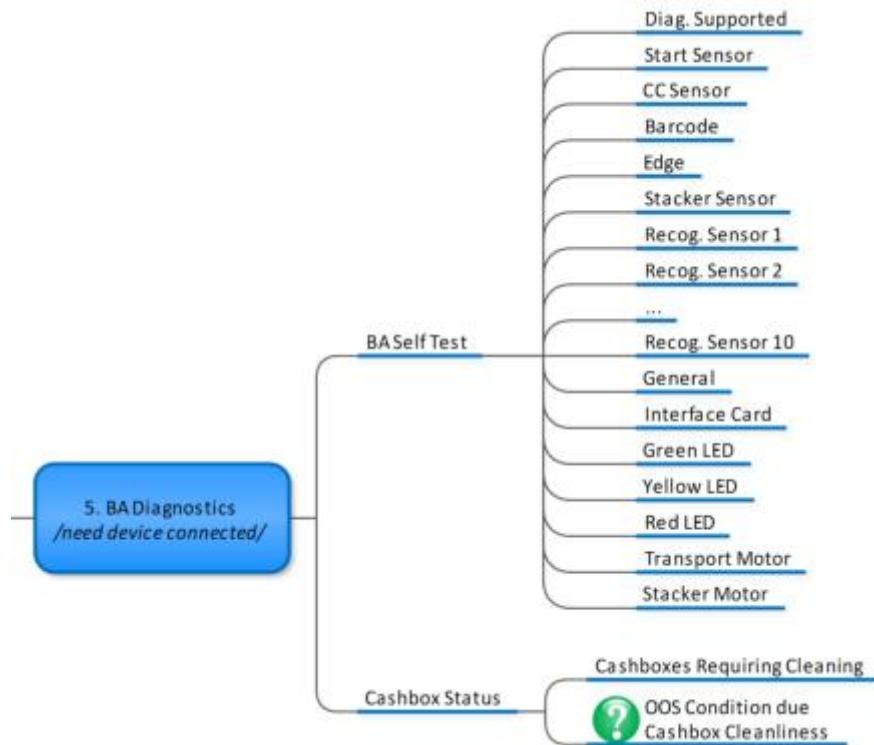 Diag. Supported
Start Sensor
CC Sensor
Barcode
Edge
Stacker Sensor
Recog. Sensor 1
Recog. Sensor 2
...
BA Self Test
Recog. Sensor 10
General
Interface Card
Green LED
5. BA Diagnostics
/need device connected/
Yellow LED
Red LED
Transport Motor
Stacker Motor
Cashboxes Requiring Cleaning
Cashbox Status
? OOS Condition due
Cashbox Cleanliness